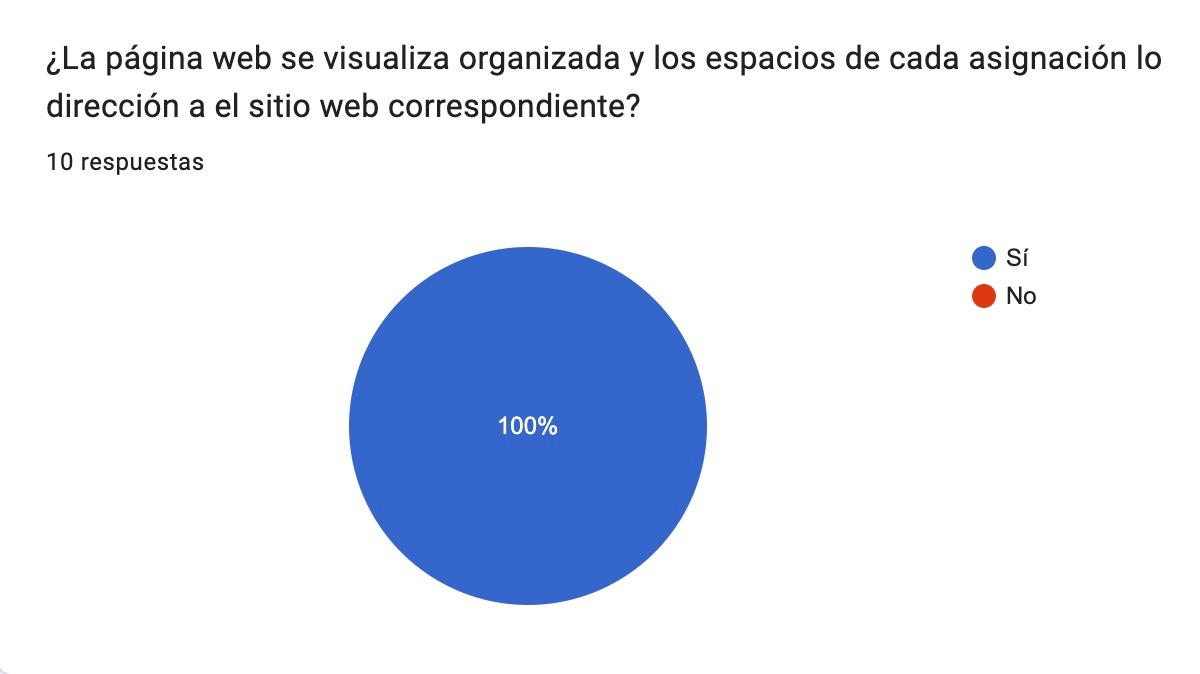 ¿La página web se visualiza organizada y los espacios de cada asignación lo
dirección a el sitio web correspondiente?
10 respuestas
Sí
No
100%